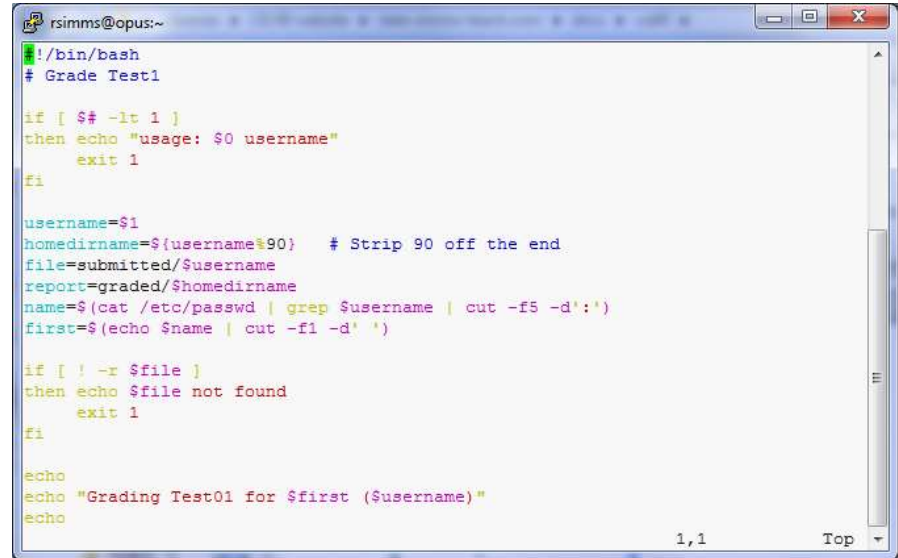 rsimms@opus:~
#!/bin/bash
# Grade Test1
if [ $# -lt 1 ]
then echo "usage: $0 username"
exit 1
fi
username=$1
homedirname=${username%90} # Strip 90 off the end
file=submitted/$username
report=graded/$homedirname
name=$(cat /etc/passwd | grep $username | cut -f5 -d':')
first=$(echo $name | cut -f1 -d' ')
if [ ! -r $file ]
then echo $file not found
exit 1
fi
echo
echo "Grading Test01 for $first ($username)"
echo
1,1 Top